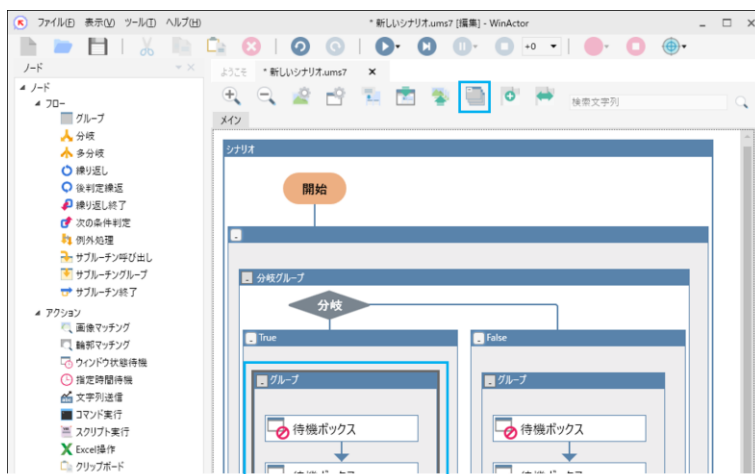 ファイル(F) 表示(V) ツール(T) ヘルプ(H)
* 新しいシナリオ.ums7 [編集] - WinActor
+0
ノード
ようこそ
* 新しいシナリオ.ums7
検索文字列
メイン
ノード
フロー
グループ
分岐
多分岐
繰り返し
後判定繰返
繰り返し終了
次の条件判定
例外処理
サブルーチン呼び出し
サブルーチングループ
サブルーチン終了
アクション
画像マッチング
輪郭マッチング
ウィンドウ状態待機
指定時間待機
文字列送信
コマンド実行
スクリプト実行
Excel操作
クリップボード
シナリオ
開始
分岐グループ
分岐
True
False
グループ
グループ
待機ボックス
待機ボックス